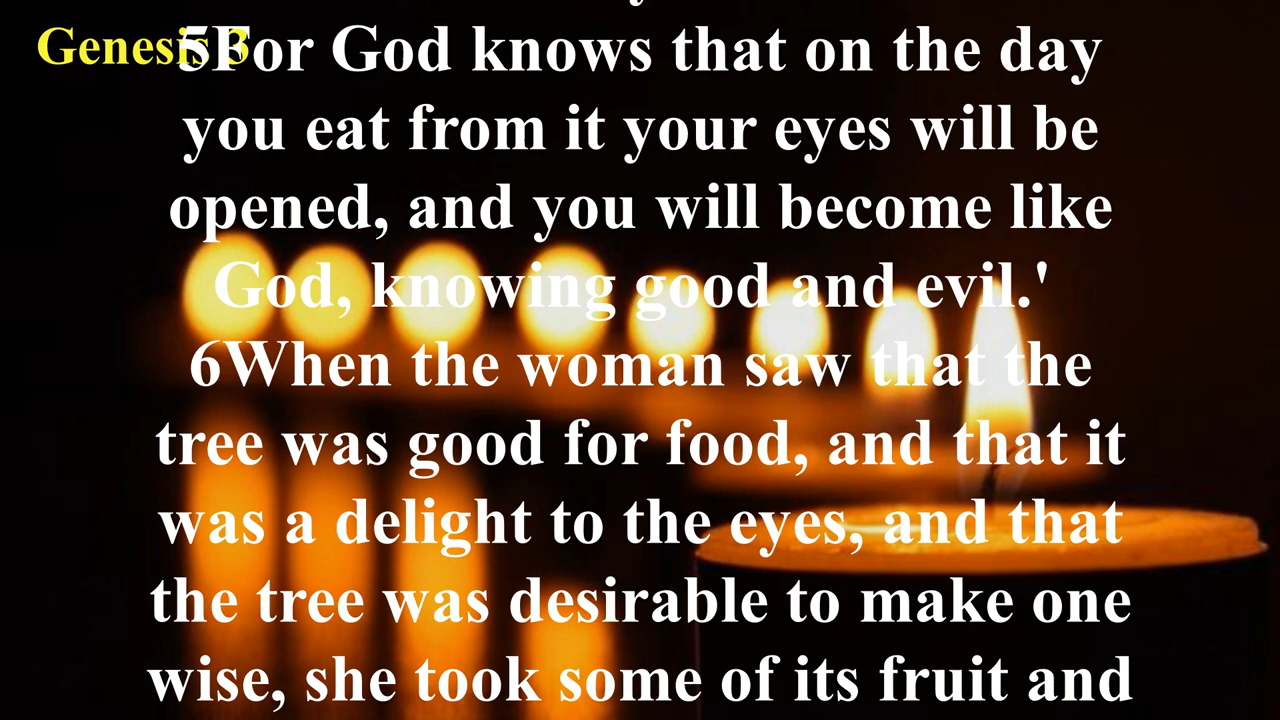 Genesis 3
5For God knows that on the day
you eat from it your eyes will be
opened, and you will become like
God, knowing good and evil.'
6When the woman saw that the
tree was good for food, and that it
was a delight to the eyes, and that
the tree was desirable to make one
wise, she took some of its fruit and